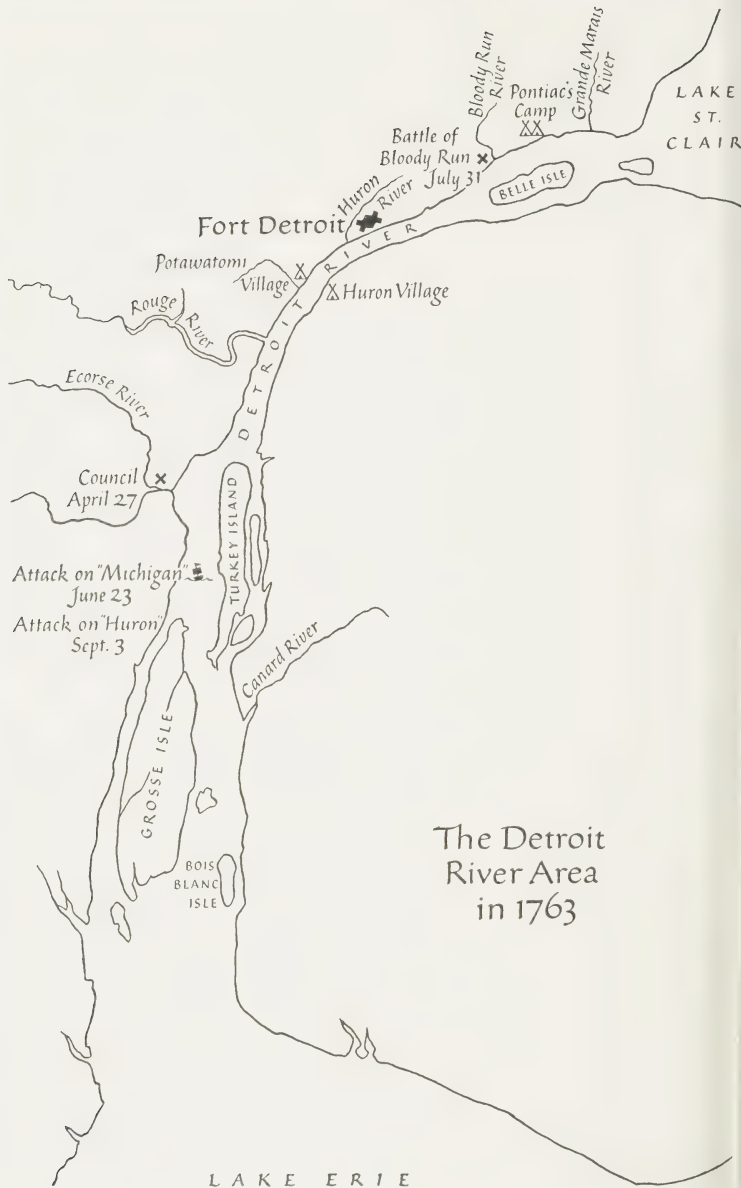 Bloody Run
River
Pontiac's
Camp
Grande Marais
River
LAKE
ST.
CLAIR
Battle of
Bloody Run
July 31
BELLE ISLE
Huron
River
Fort Detroit
DETROIT RIVER
Potawatomi
Village
Huron Village
Rouge
River
Ecorse River
Council
April 27
TURKEY ISLAND
Attack on "Michigan"
June 23
Attack on "Huron"
Sept. 3
Canard River
GROSSE ISLE
BOIS
BLANC
ISLE
The Detroit
River Area
in 1763
LAKE ERIE